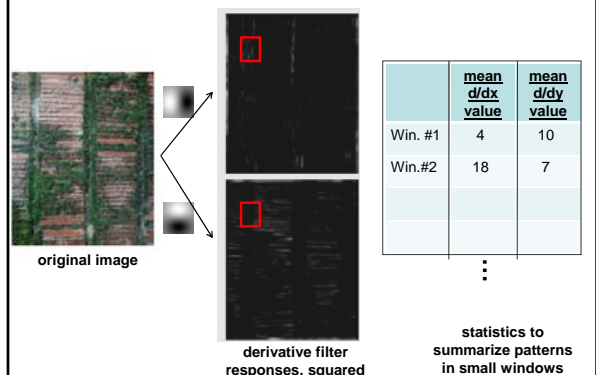 mean
d/dx
value
mean
d/dy
value
Win. #1 4 10
Win.#2 18 7
⋮
original image
derivative filter
responses, squared
statistics to
summarize patterns
in small windows